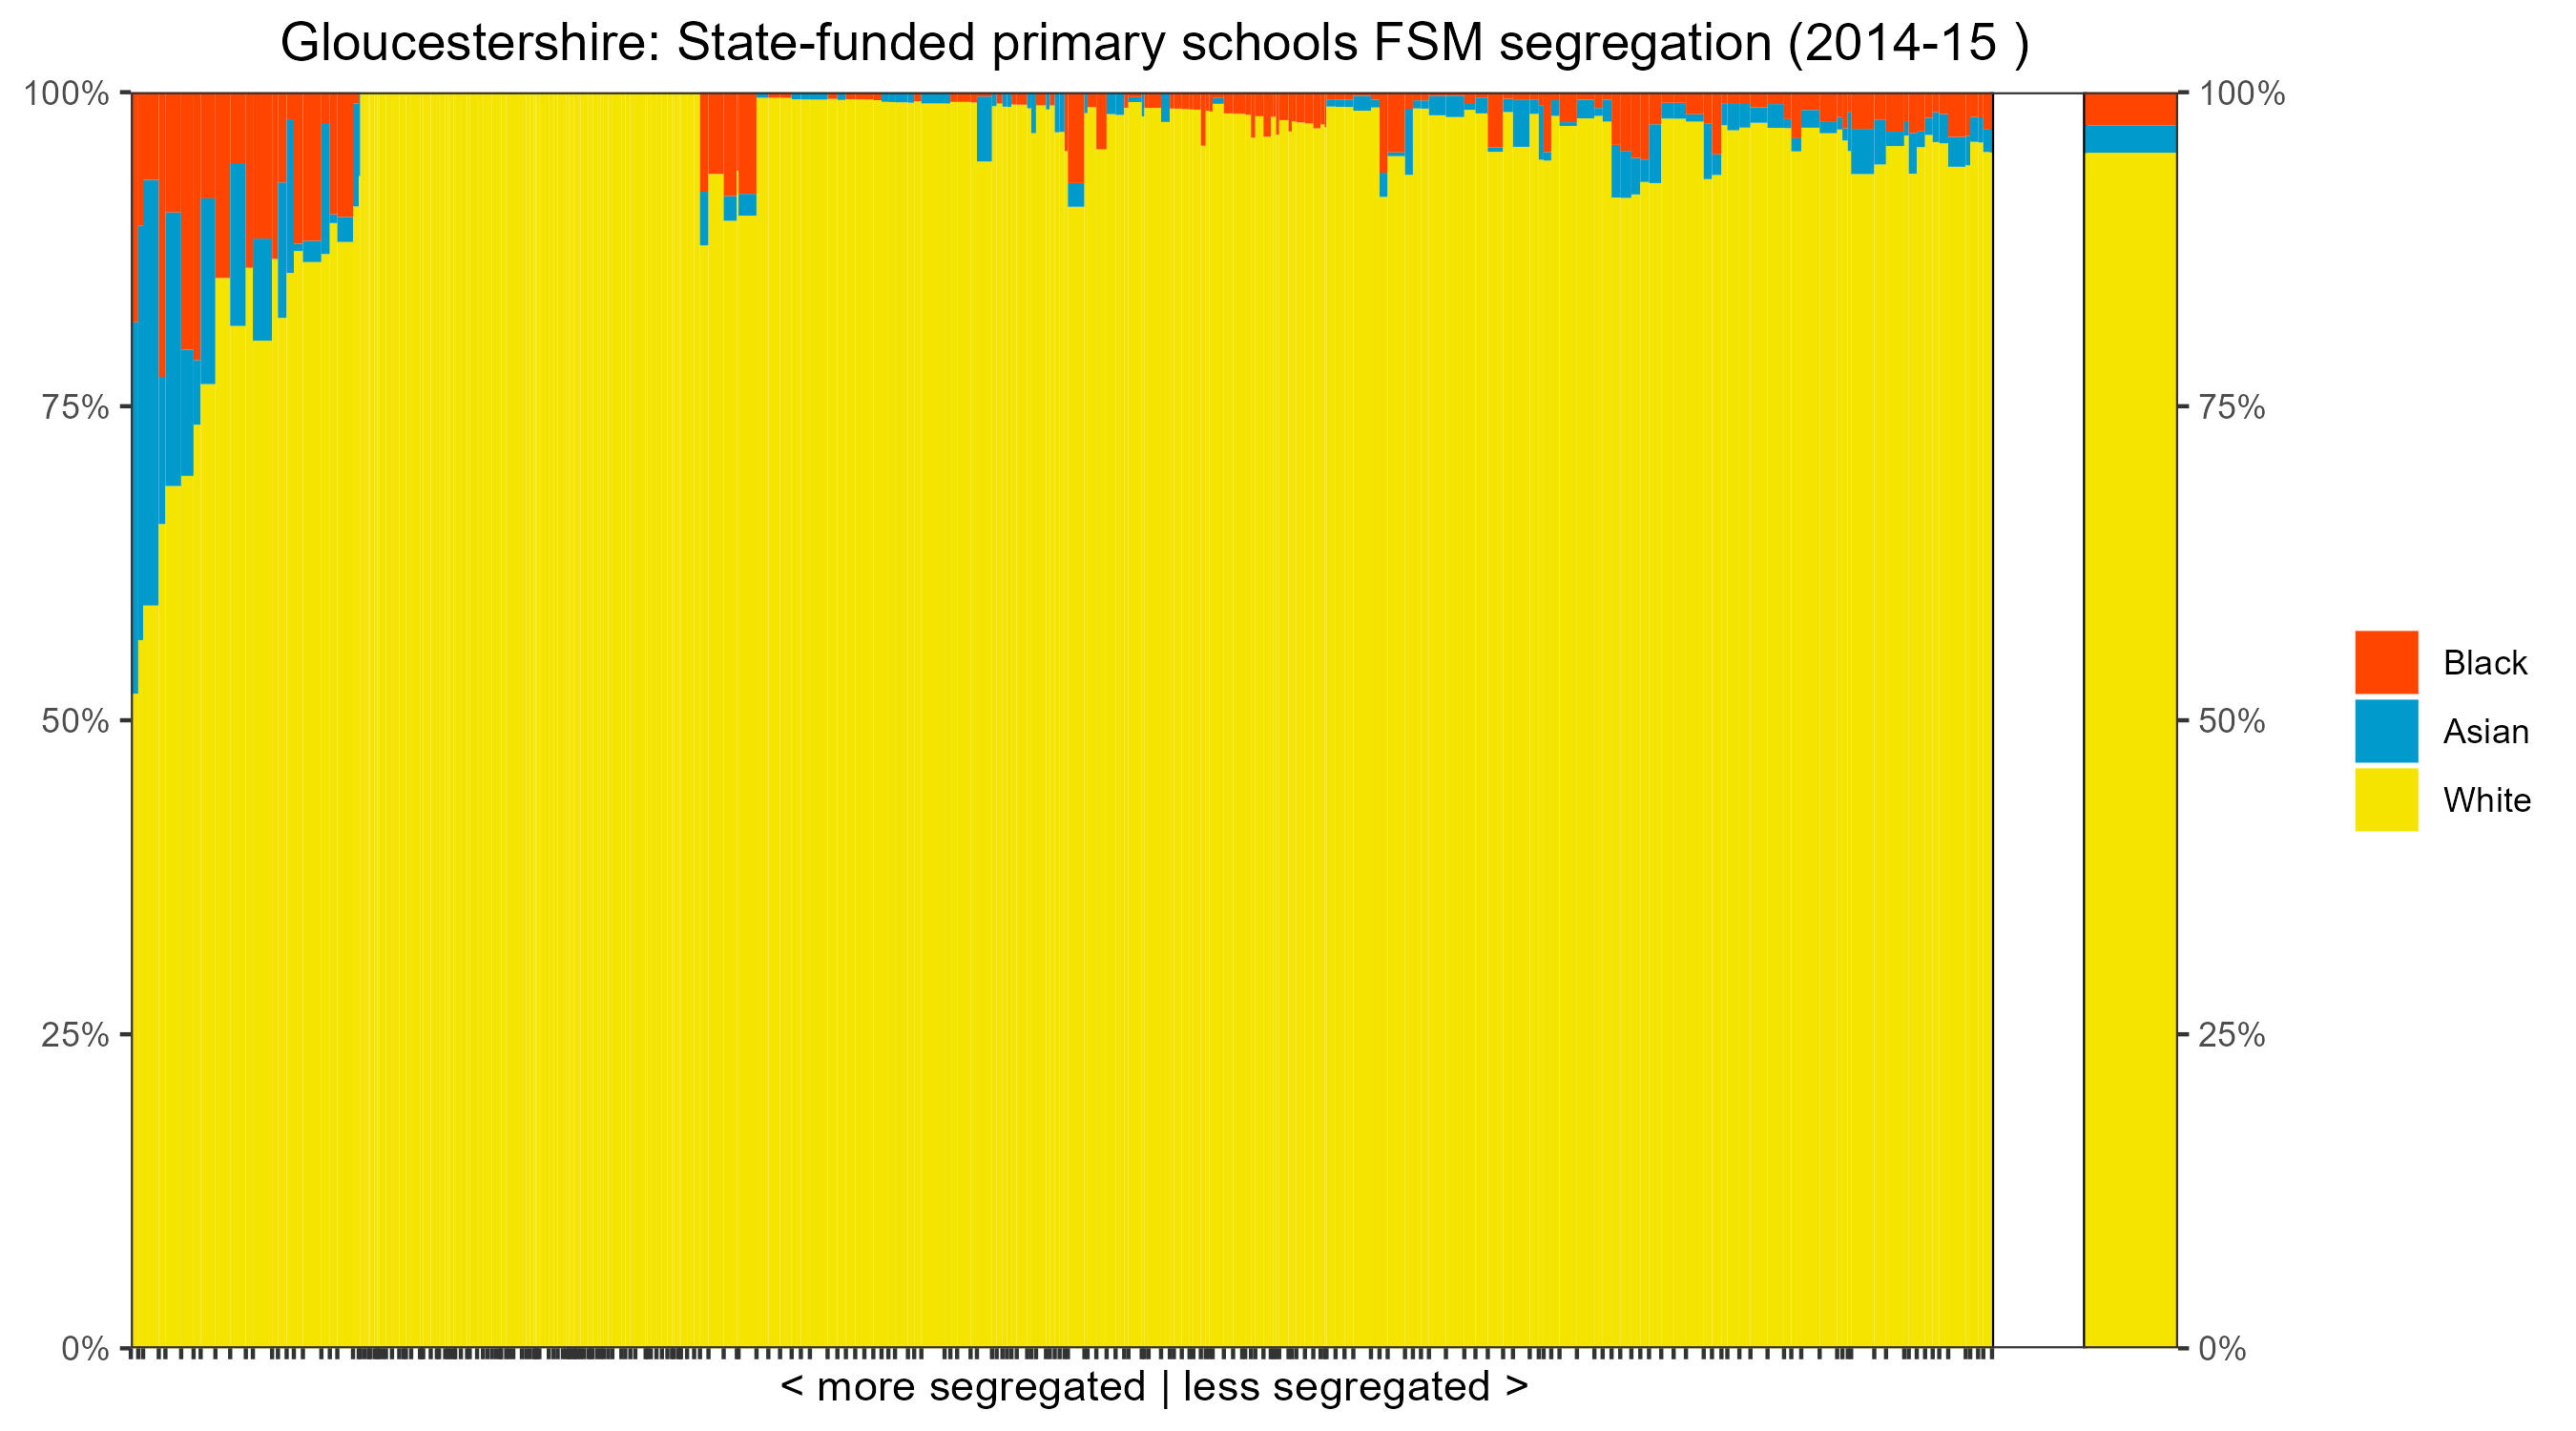 Gloucestershire: State-funded primary schools FSM segregation (2014-15 )
100%
75%
50%
25%
0%
100%
75%
50%
25%
0%
Black
Asian
White
< more segregated | less segregated >